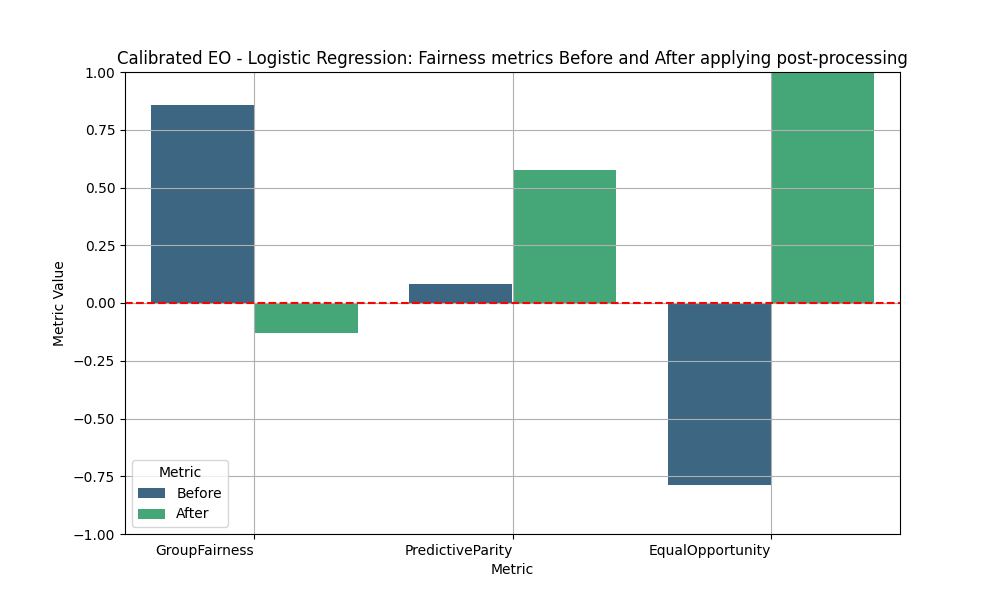 Calibrated EO - Logistic Regression: Fairness metrics Before and After applying post-processing
1.00
0.75
0.50
0.25
0.00
−0.25
−0.50
−0.75
−1.00
Metric Value
Metric
Before
After
GroupFairness
PredictiveParity
EqualOpportunity
Metric